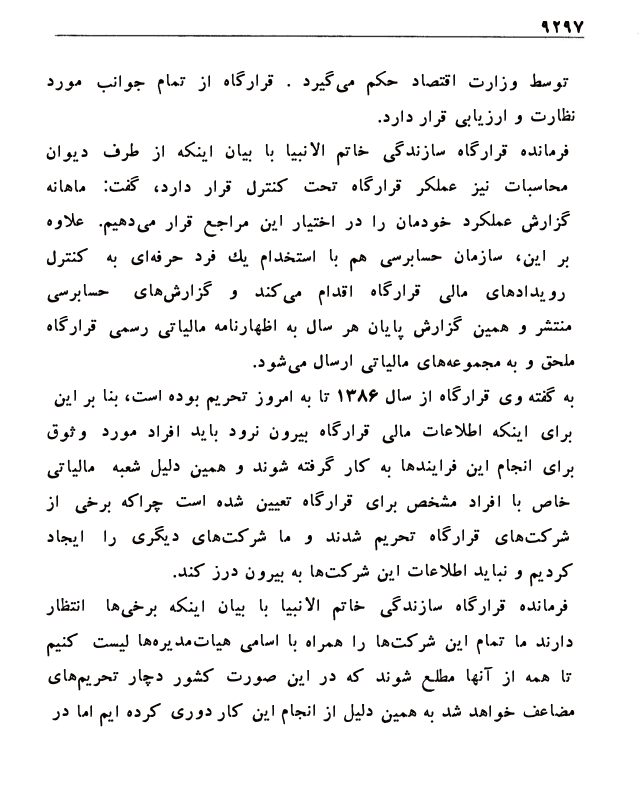 ۹۲۹۷
توسط وزارت اقتصاد حکم می‌گیرد . قرارگاه از تمام جوانب مورد
نظارت و ارزیابی قرار دارد.
فرمانده قرارگاه سازندگی خاتم الانبیا با بیان اینکه از طرف دیوان
محاسبات نیز عملکر قرارگاه تحت کنترل قرار دارد، گفت: ماهانه
گزارش عملکرد خودمان را در اختیار این مراجع قرار می‌دهیم. علاوه
بر این، سازمان حسابرسی هم با استخدام یك فرد حرفه‌ای به کنترل
رویدادهای مالی قرارگاه اقدام می‌کند و گزارش‌های حسابرسی
منتشر و همین گزارش پایان هر سال به اظهارنامه مالیاتی رسمی قرارگاه
ملحق و به مجموعه‌های مالیاتی ارسال می‌شود.
به گفته وی قرارگاه از سال ۱۳۸۶ تا به امروز تحریم بوده است، بنا بر این
برای اینکه اطلاعات مالی قرارگاه بیرون نرود باید افراد مورد وثوق
برای انجام این فرایندها به کار گرفته شوند و همین دلیل شعبه مالیاتی
خاص با افراد مشخص برای قرارگاه تعیین شده است چراکه برخی از
شرکت‌های قرارگاه تحریم شدند و ما شرکت‌های دیگری را ایجاد
کردیم و نباید اطلاعات این شرکت‌ها به بیرون درز کند.
فرمانده قرارگاه سازندگی خاتم الانبیا با بیان اینکه برخی‌ها انتظار
دارند ما تمام این شرکت‌ها را همراه با اسامی هیات‌مدیره‌ها لیست کنیم
تا همه از آنها مطلع شوند که در این صورت کشور دچار تحریم‌های
مضاعف خواهد شد به همین دلیل از انجام این کار دوری کرده ایم اما در